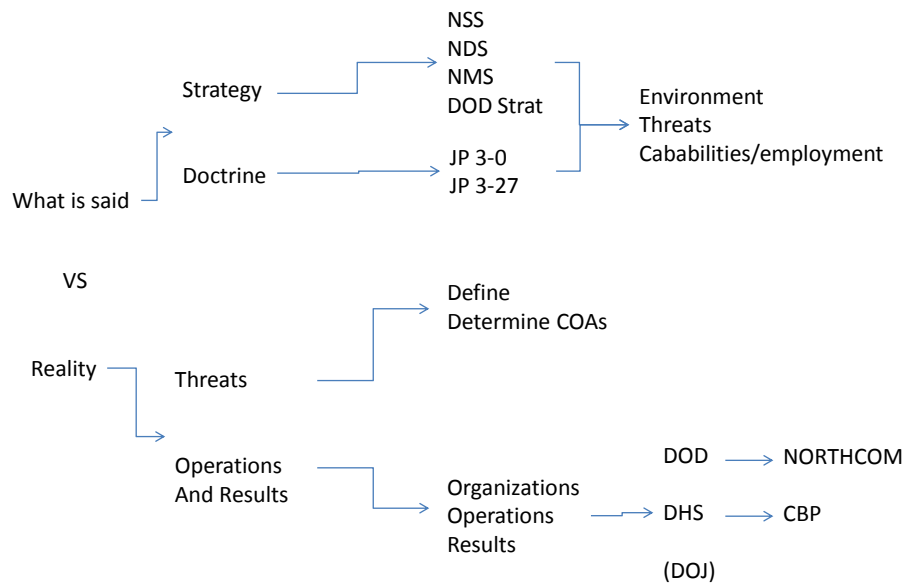 NSS
NDS
NMS
DOD Strat
Strategy
Environment
Threats
Cababilities/employment
JP 3-0
JP 3-27
Doctrine
What is said
VS
Define
Determine COAs
Reality
Threats
DOD
NORTHCOM
Operations
And Results
Organizations
Operations
Results
DHS
CBP
(DOJ)